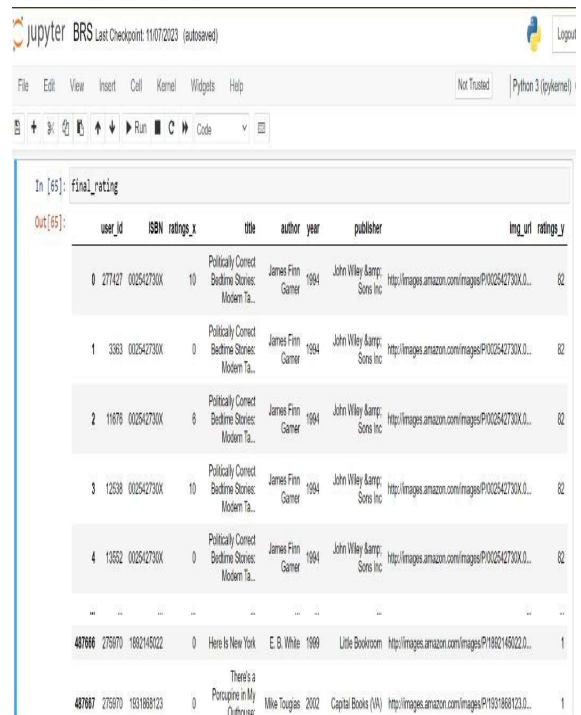 jupyter BRS Last Checkpoint: 11/07/2023 (autosaved)
Logout
File Edit View Insert Cell Kernel Widgets Help
Not Trusted
Python 3 (ipykernel)
Run
Code
In [65]: final_rating
Out[65]:
user_id ISBN ratings_x title author year publisher img_url ratings_y
0 277427 002542730X 10 Politically Correct Bedtime Stories: Modern Ta... James Finn Garner 1994 John Wiley &amp; Sons Inc http://images.amazon.com/images/P/002542730X.0... 82
1 3363 002542730X 0 Politically Correct Bedtime Stories: Modern Ta... James Finn Garner 1994 John Wiley &amp; Sons Inc http://images.amazon.com/images/P/002542730X.0... 82
2 11676 002542730X 6 Politically Correct Bedtime Stories: Modern Ta... James Finn Garner 1994 John Wiley &amp; Sons Inc http://images.amazon.com/images/P/002542730X.0... 82
3 12538 002542730X 10 Politically Correct Bedtime Stories: Modern Ta... James Finn Garner 1994 John Wiley &amp; Sons Inc http://images.amazon.com/images/P/002542730X.0... 82
4 13552 002542730X 0 Politically Correct Bedtime Stories: Modern Ta... James Finn Garner 1994 John Wiley &amp; Sons Inc http://images.amazon.com/images/P/002542730X.0... 82
... ... ... ... ... ... ... ... ... ...
487666 275970 1892145022 0 Here Is New York E. B. White 1999 Little Bookroom http://images.amazon.com/images/P/1892145022.0... 1
487667 275970 1931868123 0 There's a Porcupine in My Outhouse: Mike Tougias 2002 Capital Books (VA) http://images.amazon.com/images/P/1931868123.0... 1